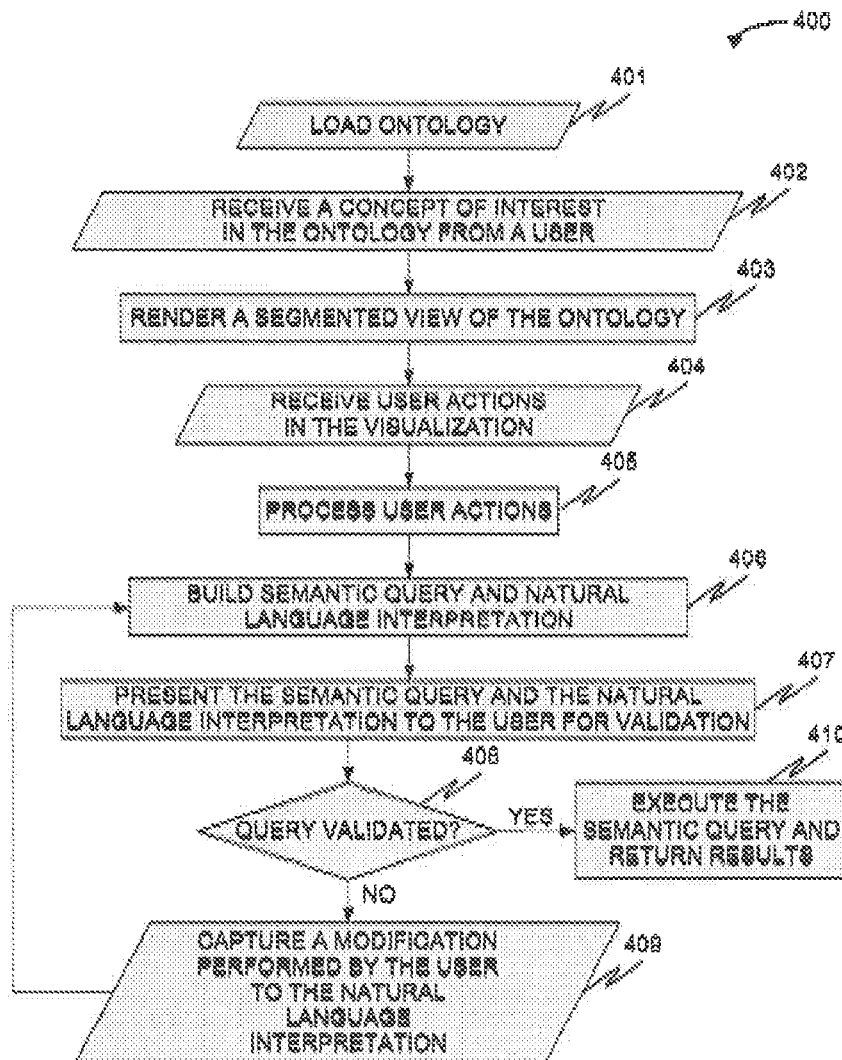 400
401
LOAD ONTOLOGY
402
RECEIVE A CONCEPT OF INTEREST
IN THE ONTOLOGY FROM A USER
403
RENDER A SEGMENTED VIEW OF THE ONTOLOGY
404
RECEIVE USER ACTIONS
IN THE VISUALIZATION
405
PROCESS USER ACTIONS
406
BUILD SEMANTIC QUERY AND NATURAL
LANGUAGE INTERPRETATION
407
PRESENT THE SEMANTIC QUERY AND THE NATURAL
LANGUAGE INTERPRETATION TO THE USER FOR VALIDATION
408
QUERY VALIDATED?
YES
410
EXECUTE THE
SEMANTIC QUERY AND
RETURN RESULTS
NO
409
CAPTURE A MODIFICATION
PERFORMED BY THE USER
TO THE NATURAL
LANGUAGE
INTERPRETATION